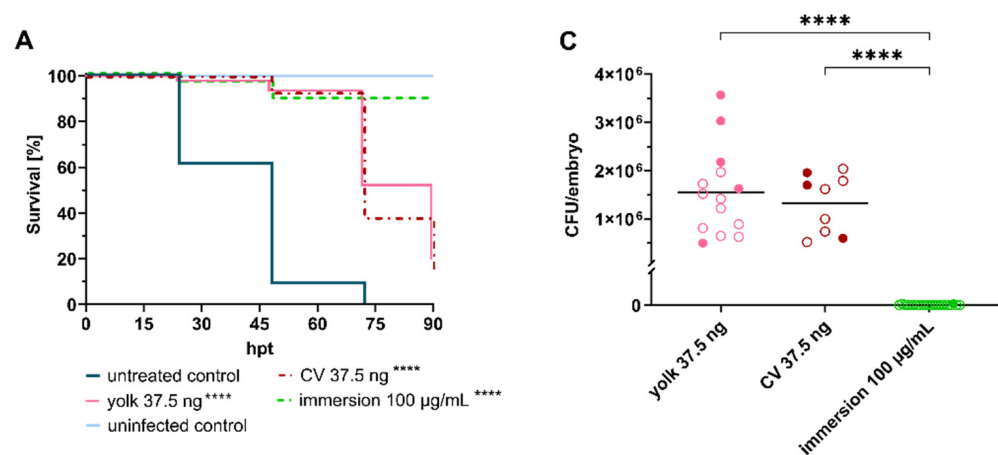 A
Survival [%]
100
80
60
40
20
0
0 15 30 45 60 75 90
hpt
untreated control
yolk 37.5 ng****
uninfected control
CV 37.5 ng ****
immersion 100 µg/mL ****
C
****
****
CFU/embryo
4×10⁶
3×10⁶
2×10⁶
1×10⁶
0
yolk 37.5 ng
CV 37.5 ng
immersion 100 µg/mL